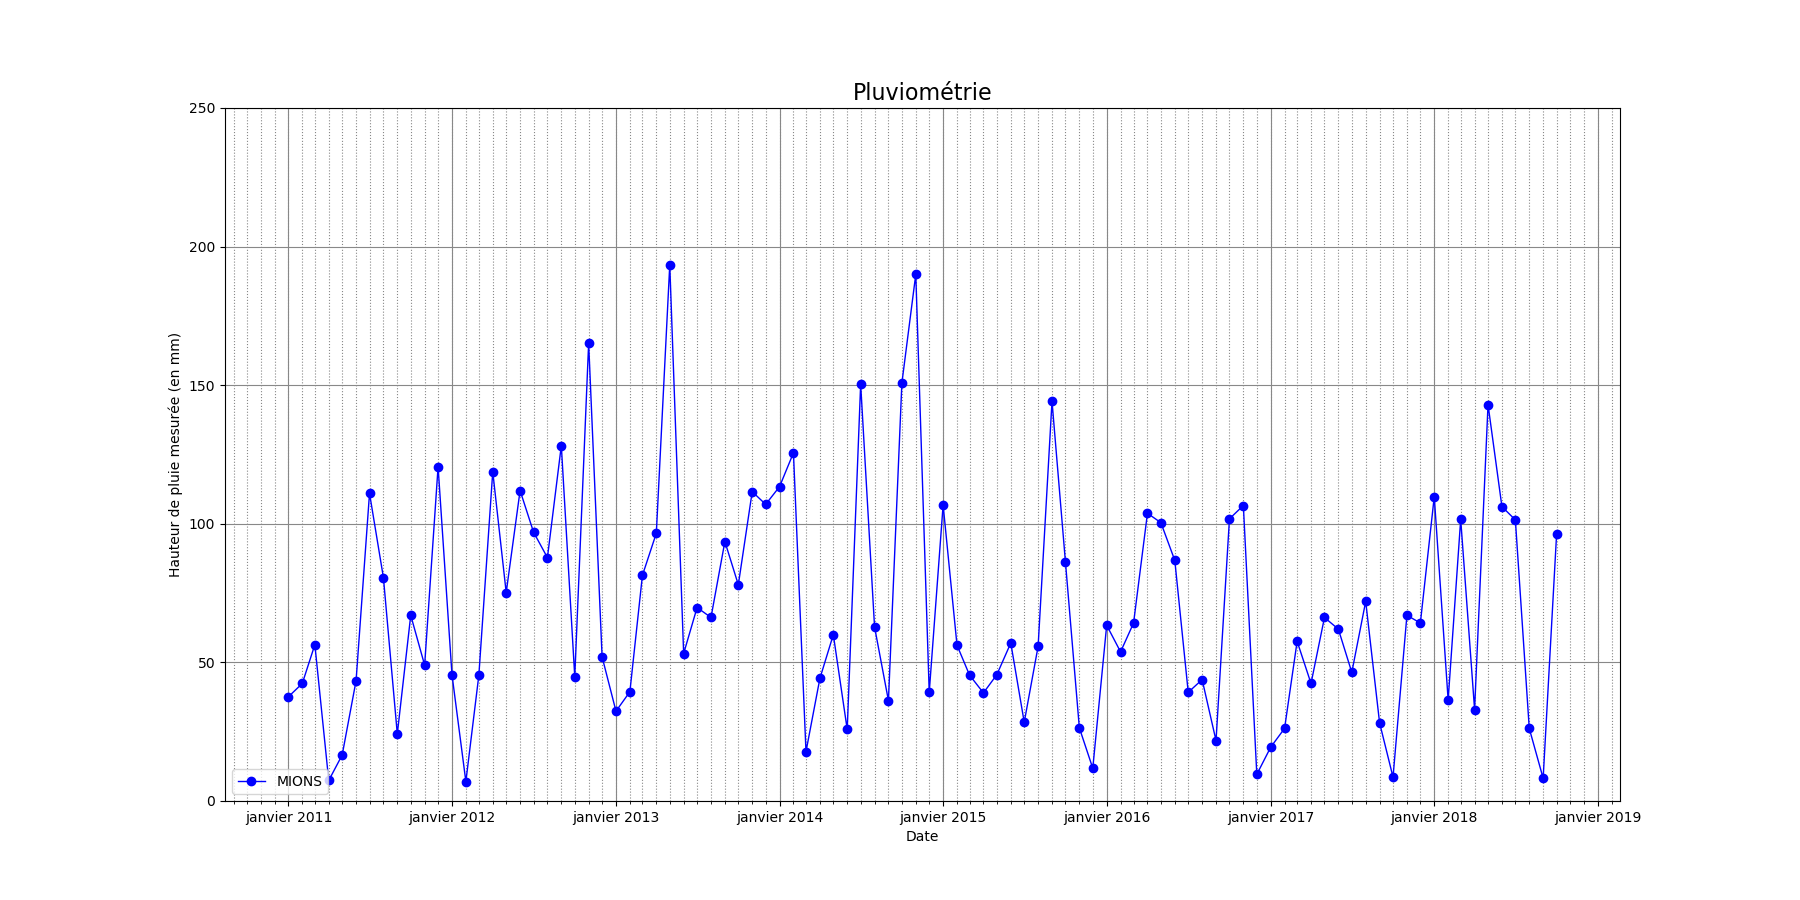 Pluviométrie
250
200
150
100
50
0
Hauteur de pluie mesurée (en mm)
MIONS
janvier 2011
janvier 2012
janvier 2013
janvier 2014
janvier 2015
janvier 2016
janvier 2017
janvier 2018
janvier 2019
Date